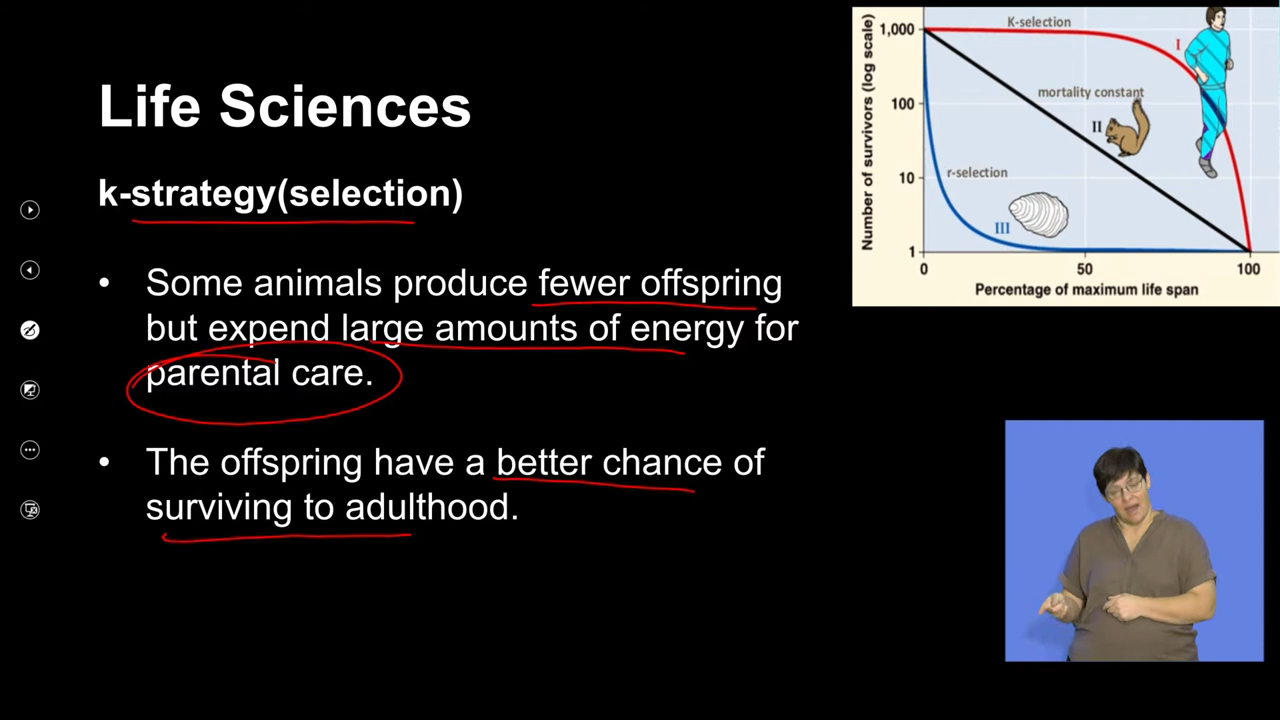 Life Sciences
k-strategy(selection)
• Some animals produce fewer offspring
but expend large amounts of energy for
parental care.
• The offspring have a better chance of
surviving to adulthood.
Number of survivors (log scale)
1,000
100
10
1
K-selection
I
mortality constant
II
r-selection
III
0
50
100
Percentage of maximum life span